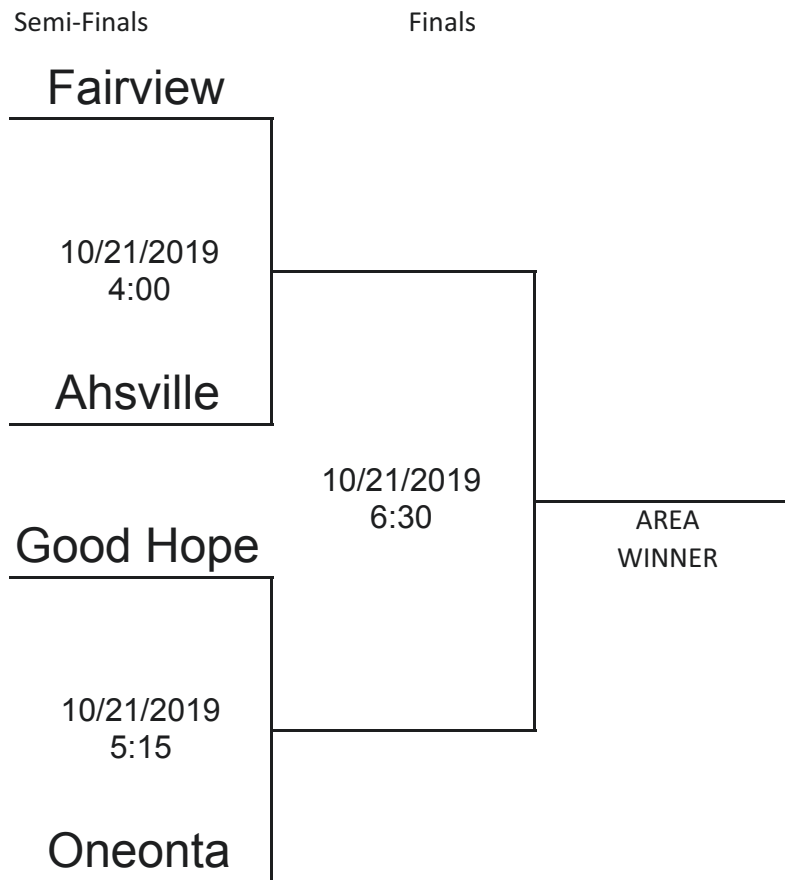 Semi-Finals
Finals
Fairview
10/21/2019
4:00
Ahsville
10/21/2019
6:30
AREA
WINNER
Good Hope
10/21/2019
5:15
Oneonta